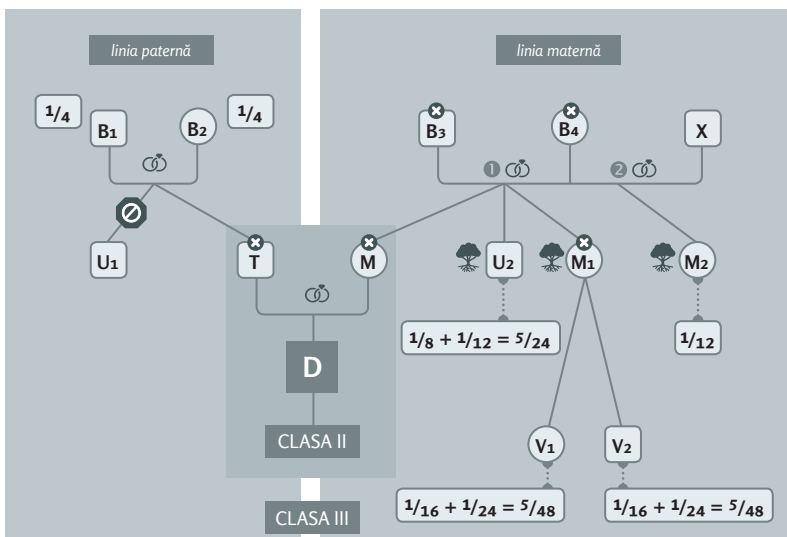 linia paternă
linia maternă
1/4
B1
B2
1/4
B3
B4
X
1
2
U1
T
M
U2
M1
M2
1/8 + 1/12 = 5/24
1/12
D
CLASA II
V1
V2
1/16 + 1/24 = 5/48
1/16 + 1/24 = 5/48
CLASA III